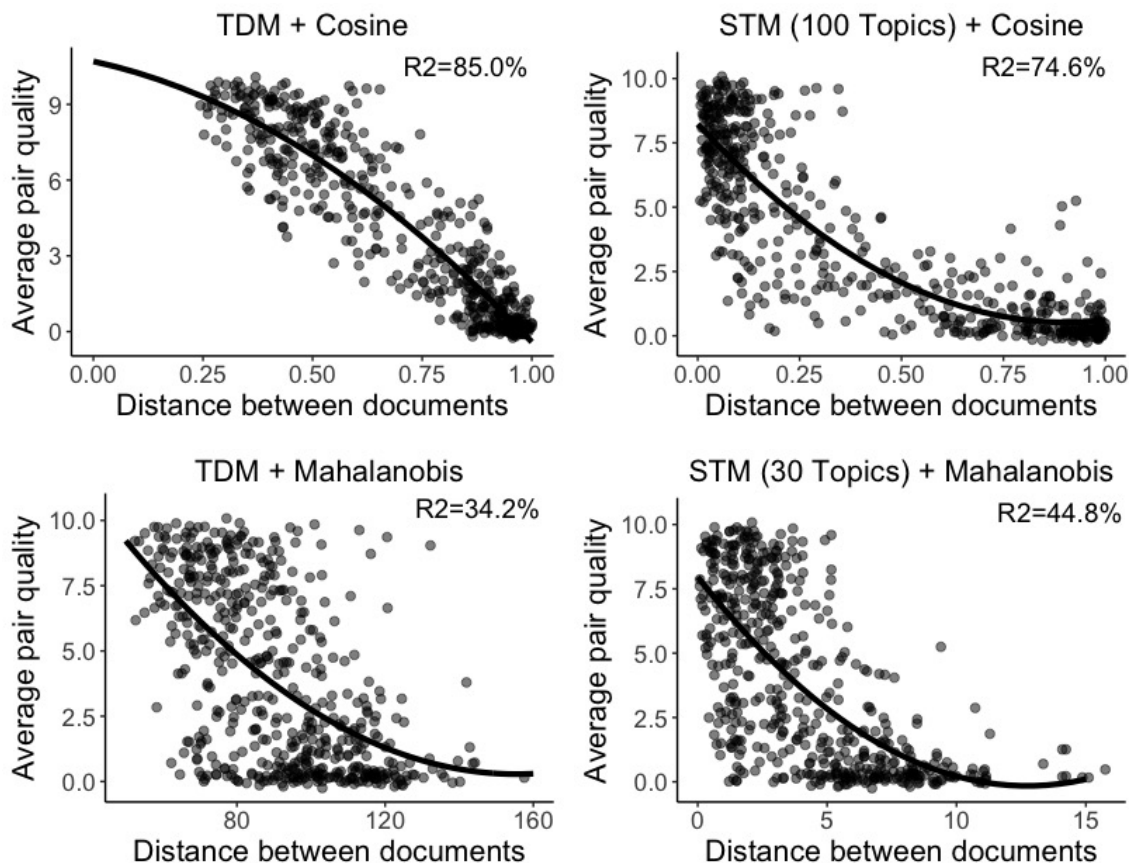 TDM + Cosine
R2=85.0%
Average pair quality
9
6
3
0
0.00 0.25 0.50 0.75 1.00
Distance between documents
STM (100 Topics) + Cosine
R2=74.6%
Average pair quality
10.0
7.5
5.0
2.5
0.0
0.00 0.25 0.50 0.75 1.00
Distance between documents
TDM + Mahalanobis
R2=34.2%
Average pair quality
10.0
7.5
5.0
2.5
0.0
80 120 160
Distance between documents
STM (30 Topics) + Mahalanobis
R2=44.8%
Average pair quality
10.0
7.5
5.0
2.5
0.0
0 5 10 15
Distance between documents